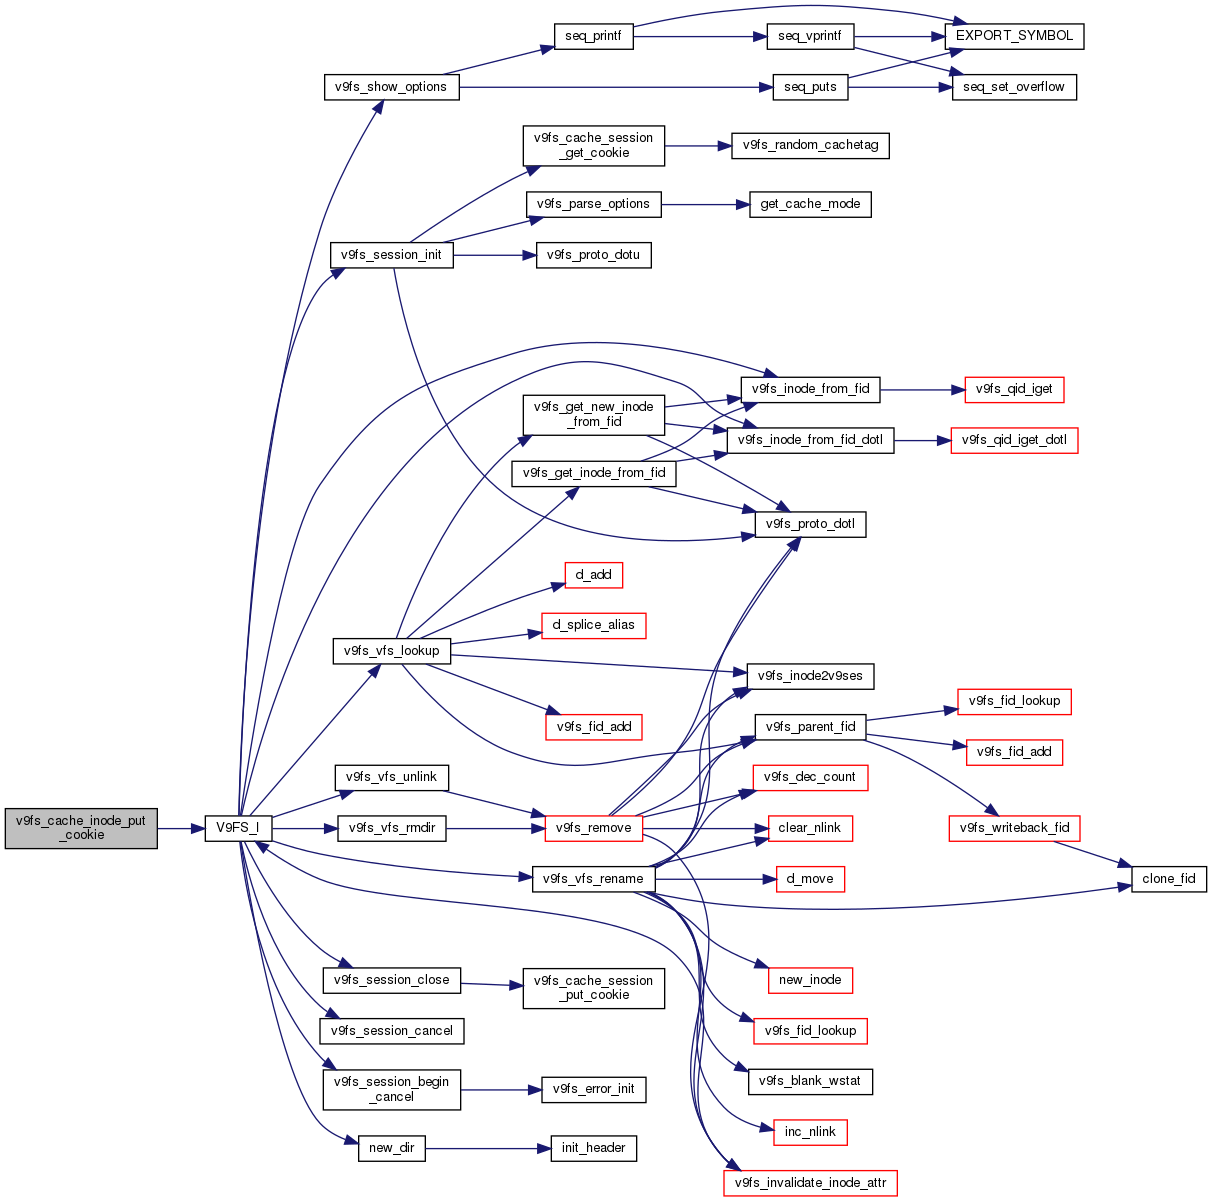 seq_printf
seq_vprintf
EXPORT_SYMBOL
v9fs_show_options
seq_puts
seq_set_overflow
v9fs_cache_session
_get_cookie
v9fs_random_cachetag
v9fs_parse_options
get_cache_mode
v9fs_session_init
v9fs_proto_dotu
v9fs_inode_from_fid
v9fs_qid_iget
v9fs_get_new_inode
_from_fid
v9fs_inode_from_fid_dotl
v9fs_qid_iget_dotl
v9fs_get_inode_from_fid
v9fs_proto_dotl
d_add
d_splice_alias
v9fs_vfs_lookup
v9fs_inode2v9ses
v9fs_fid_add
v9fs_parent_fid
v9fs_fid_lookup
v9fs_fid_add
v9fs_vfs_unlink
v9fs_dec_count
v9fs_cache_inode_put
_cookie
V9FS_I
v9fs_vfs_rmdir
v9fs_remove
clear_nlink
v9fs_writeback_fid
v9fs_vfs_rename
d_move
clone_fid
v9fs_session_close
v9fs_cache_session
_put_cookie
new_inode
v9fs_session_cancel
v9fs_fid_lookup
v9fs_session_begin
_cancel
v9fs_error_init
v9fs_blank_wstat
new_dir
init_header
inc_nlink
v9fs_invalidate_inode_attr